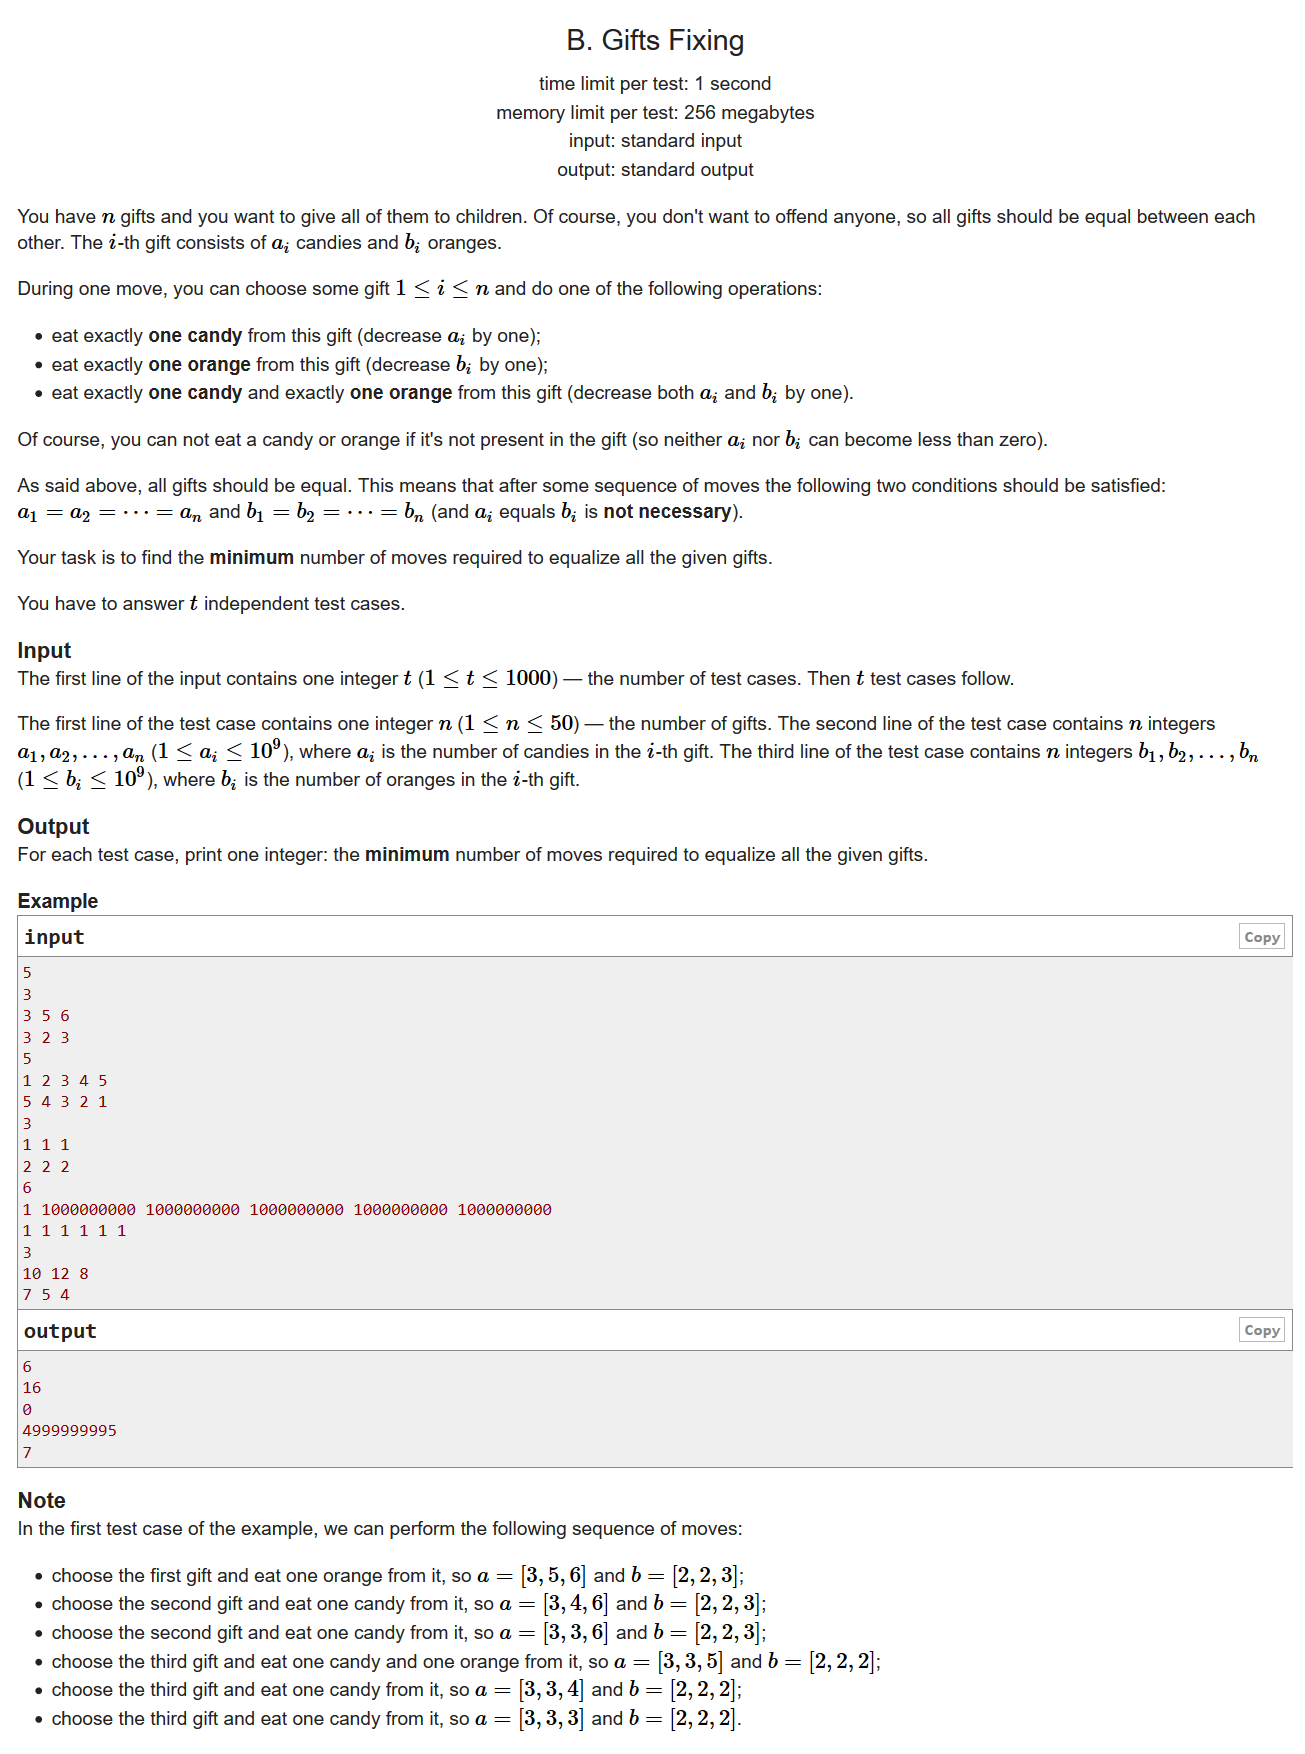 B. Gifts Fixing
time limit per test: 1 second
memory limit per test: 256 megabytes
input: standard input
output: standard output
You have n gifts and you want to give all of them to children. Of course, you don't want to offend anyone, so all gifts should be equal between each
other. The i-th gift consists of a_i candies and b_i oranges.
During one move, you can choose some gift 1 ≤ i ≤ n and do one of the following operations:
• eat exactly one candy from this gift (decrease a_i by one);
• eat exactly one orange from this gift (decrease b_i by one);
• eat exactly one candy and exactly one orange from this gift (decrease both a_i and b_i by one).
Of course, you can not eat a candy or orange if it's not present in the gift (so neither a_i nor b_i can become less than zero).
As said above, all gifts should be equal. This means that after some sequence of moves the following two conditions should be satisfied:
a_1 = a_2 = ⋯ = a_n and b_1 = b_2 = ⋯ = b_n (and a_i equals b_i is not necessary).
Your task is to find the minimum number of moves required to equalize all the given gifts.
You have to answer t independent test cases.
Input
The first line of the input contains one integer t (1 ≤ t ≤ 1000) — the number of test cases. Then t test cases follow.
The first line of the test case contains one integer n (1 ≤ n ≤ 50) — the number of gifts. The second line of the test case contains n integers
a_1, a_2, . . . , a_n (1 ≤ a_i ≤ 10^9), where a_i is the number of candies in the i-th gift. The third line of the test case contains n integers b_1, b_2, . . . , b_n
(1 ≤ b_i ≤ 10^9), where b_i is the number of oranges in the i-th gift.
Output
For each test case, print one integer: the minimum number of moves required to equalize all the given gifts.
Example
input Copy
5
3
3 5 6
3 2 3
5
1 2 3 4 5
5 4 3 2 1
3
1 1 1
2 2 2
6
1 1000000000 1000000000 1000000000 1000000000 1000000000
1 1 1 1 1 1
3
10 12 8
7 5 4
output Copy
6
16
0
4999999995
7
Note
In the first test case of the example, we can perform the following sequence of moves:
• choose the first gift and eat one orange from it, so a = [3, 5, 6] and b = [2, 2, 3];
• choose the second gift and eat one candy from it, so a = [3, 4, 6] and b = [2, 2, 3];
• choose the second gift and eat one candy from it, so a = [3, 3, 6] and b = [2, 2, 3];
• choose the third gift and eat one candy and one orange from it, so a = [3, 3, 5] and b = [2, 2, 2];
• choose the third gift and eat one candy from it, so a = [3, 3, 4] and b = [2, 2, 2];
• choose the third gift and eat one candy from it, so a = [3, 3, 3] and b = [2, 2, 2].